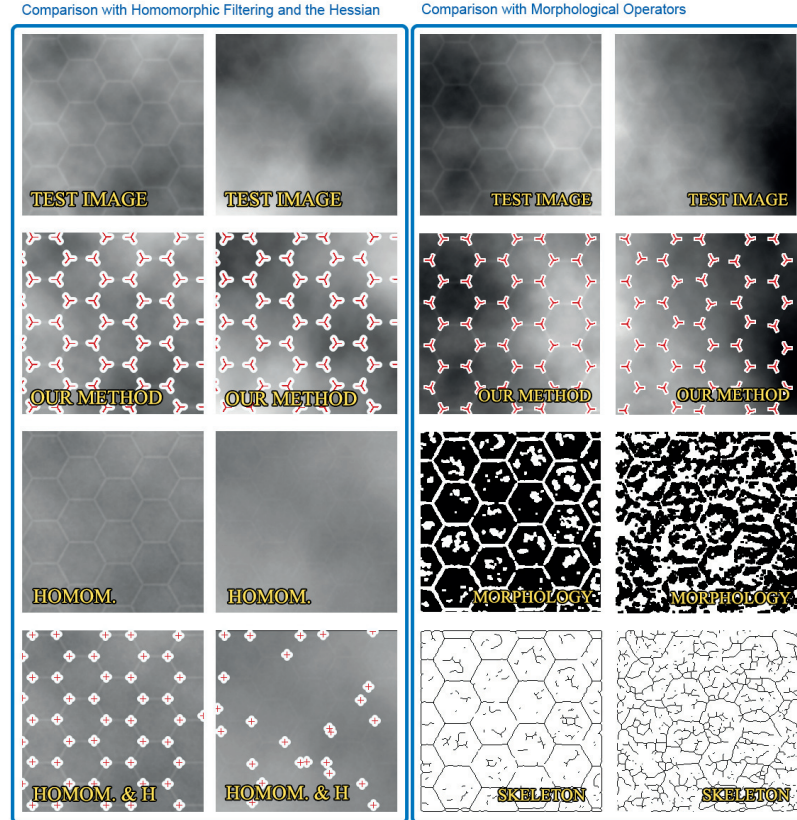 Comparison with Homomorphic Filtering and the Hessian
Comparison with Morphological Operators
TEST IMAGE
TEST IMAGE
TEST IMAGE
TEST IMAGE
OUR METHOD
OUR METHOD
OUR METHOD
OUR METHOD
HOMOM.
HOMOM.
MORPHOLOGY
MORPHOLOGY
HOMOM. & H
HOMOM. & H
SKELETON
SKELETON